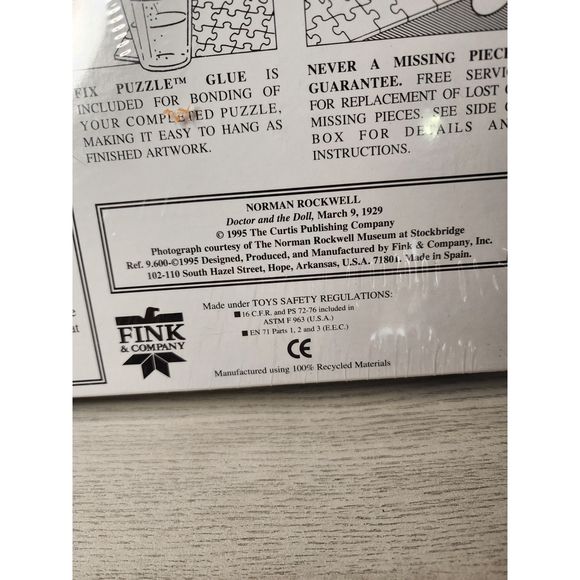 FIX PUZZLE™ GLUE IS
INCLUDED FOR BONDING OF
YOUR COMPLETED PUZZLE,
MAKING IT EASY TO HANG AS
FINISHED ARTWORK.
NEVER A MISSING PIEC
GUARANTEE. FREE SERVI
FOR REPLACEMENT OF LOST
MISSING PIECES. SEE SIDE
BOX FOR DETAILS AN
INSTRUCTIONS.
NORMAN ROCKWELL
Doctor and the Doll, March 9, 1929
© 1995 The Curtis Publishing Company
Photograph courtesy of The Norman Rockwell Museum at Stockbridge
Ref. 9.600-©1995 Designed, Produced, and Manufactured by Fink & Company, Inc.
102-110 South Hazel Street, Hope, Arkansas, U.S.A. 71801. Made in Spain.
FINK
& COMPANY
Made under TOYS SAFETY REGULATIONS:
■ 16 C.F.R. and PS 72-76 included in
ASTM F 963 (U.S.A.)
■ EN 71 Parts 1, 2 and 3 (E.E.C.)
CE
Manufactured using 100% Recycled Materials